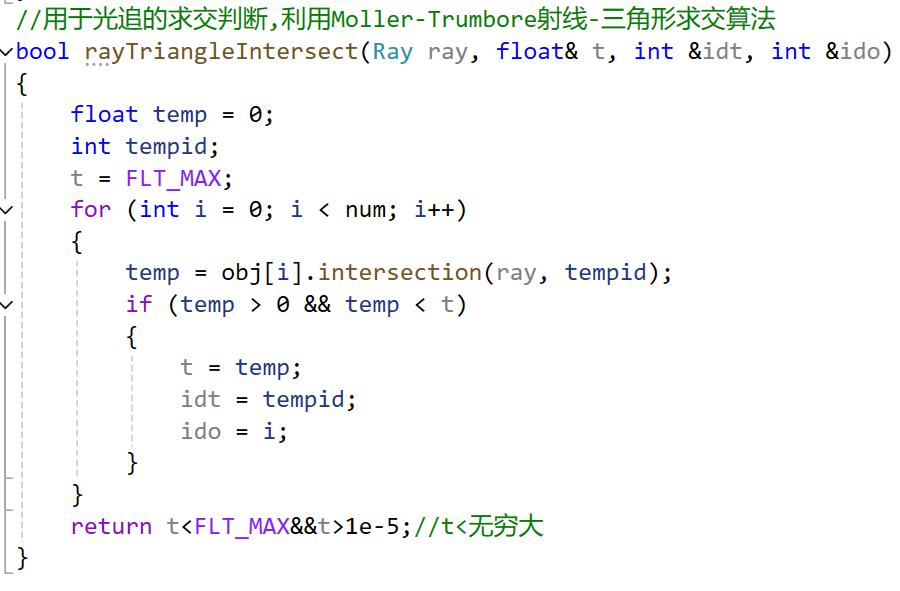 //用于光追的求交判断,利用Moller-Trumbore射线-三角形求交算法
bool rayTriangleIntersect(Ray ray, float& t, int &idt, int &ido)
{
    float temp = 0;
    int tempid;
    t = FLT_MAX;
    for (int i = 0; i < num; i++)
    {
        temp = obj[i].intersection(ray, tempid);
        if (temp > 0 && temp < t)
        {
            t = temp;
            idt = tempid;
            ido = i;
        }
    }
    return t<FLT_MAX&&t>1e-5;//t<无穷大
}